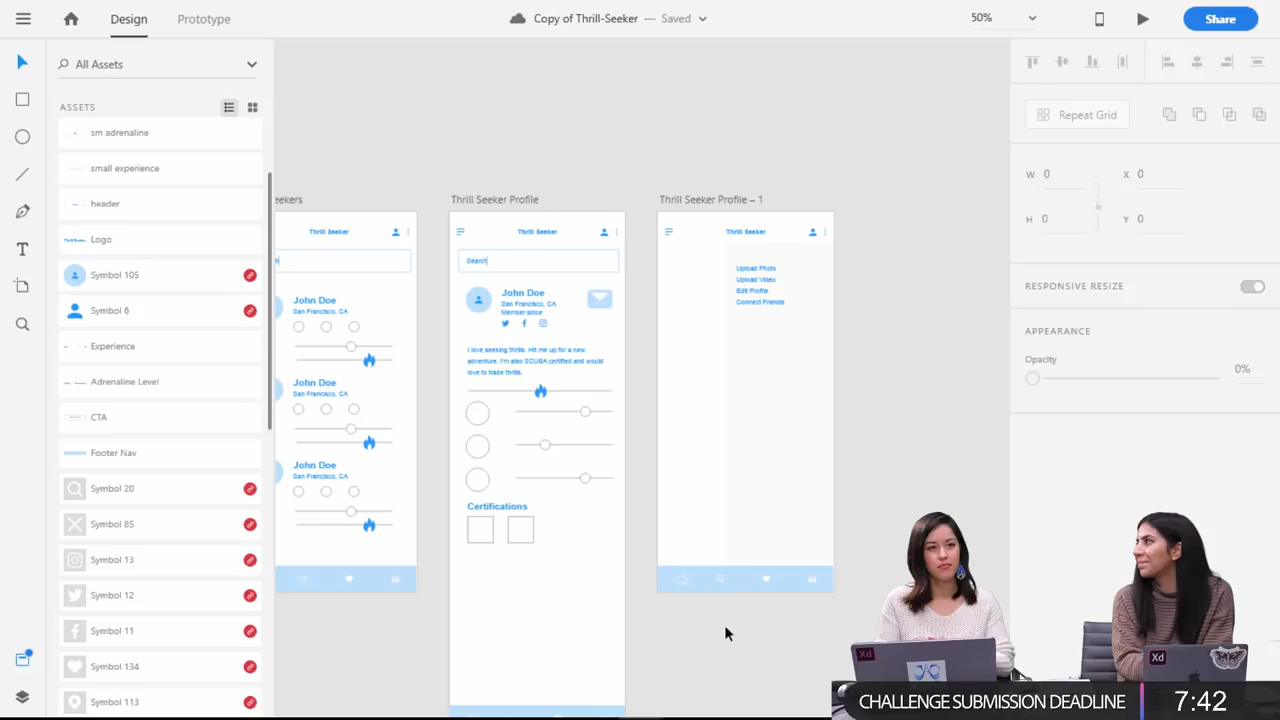 Design
Prototype
Copy of Thrill-Seeker — Saved
50%
Share
All Assets
ASSETS
sm adrenaline
small experience
header
Logo
Symbol 105
Symbol 6
Experience
Adrenaline Level
CTA
Footer Nav
Symbol 20
Symbol 85
Symbol 13
Symbol 12
Symbol 11
Symbol 134
Symbol 113
eekers
Thrill Seeker
John Doe
San Francisco, CA
John Doe
San Francisco, CA
John Doe
San Francisco, CA
Thrill Seeker Profile
Thrill Seeker
Search
John Doe
San Francisco, CA
Member since
I love seeking thrills. Hit me up for a new
adventure. I'm also SCUBA certified and would
love to trade thrills.
Certifications
Thrill Seeker Profile – 1
Thrill Seeker
Upload Photo
Upload Video
Edit Profile
Connect Friends
Repeat Grid
W 0
X 0
H 0
Y 0
RESPONSIVE RESIZE
APPEARANCE
Opacity
0%
Xd
Xd
CHALLENGE SUBMISSION DEADLINE
7:42